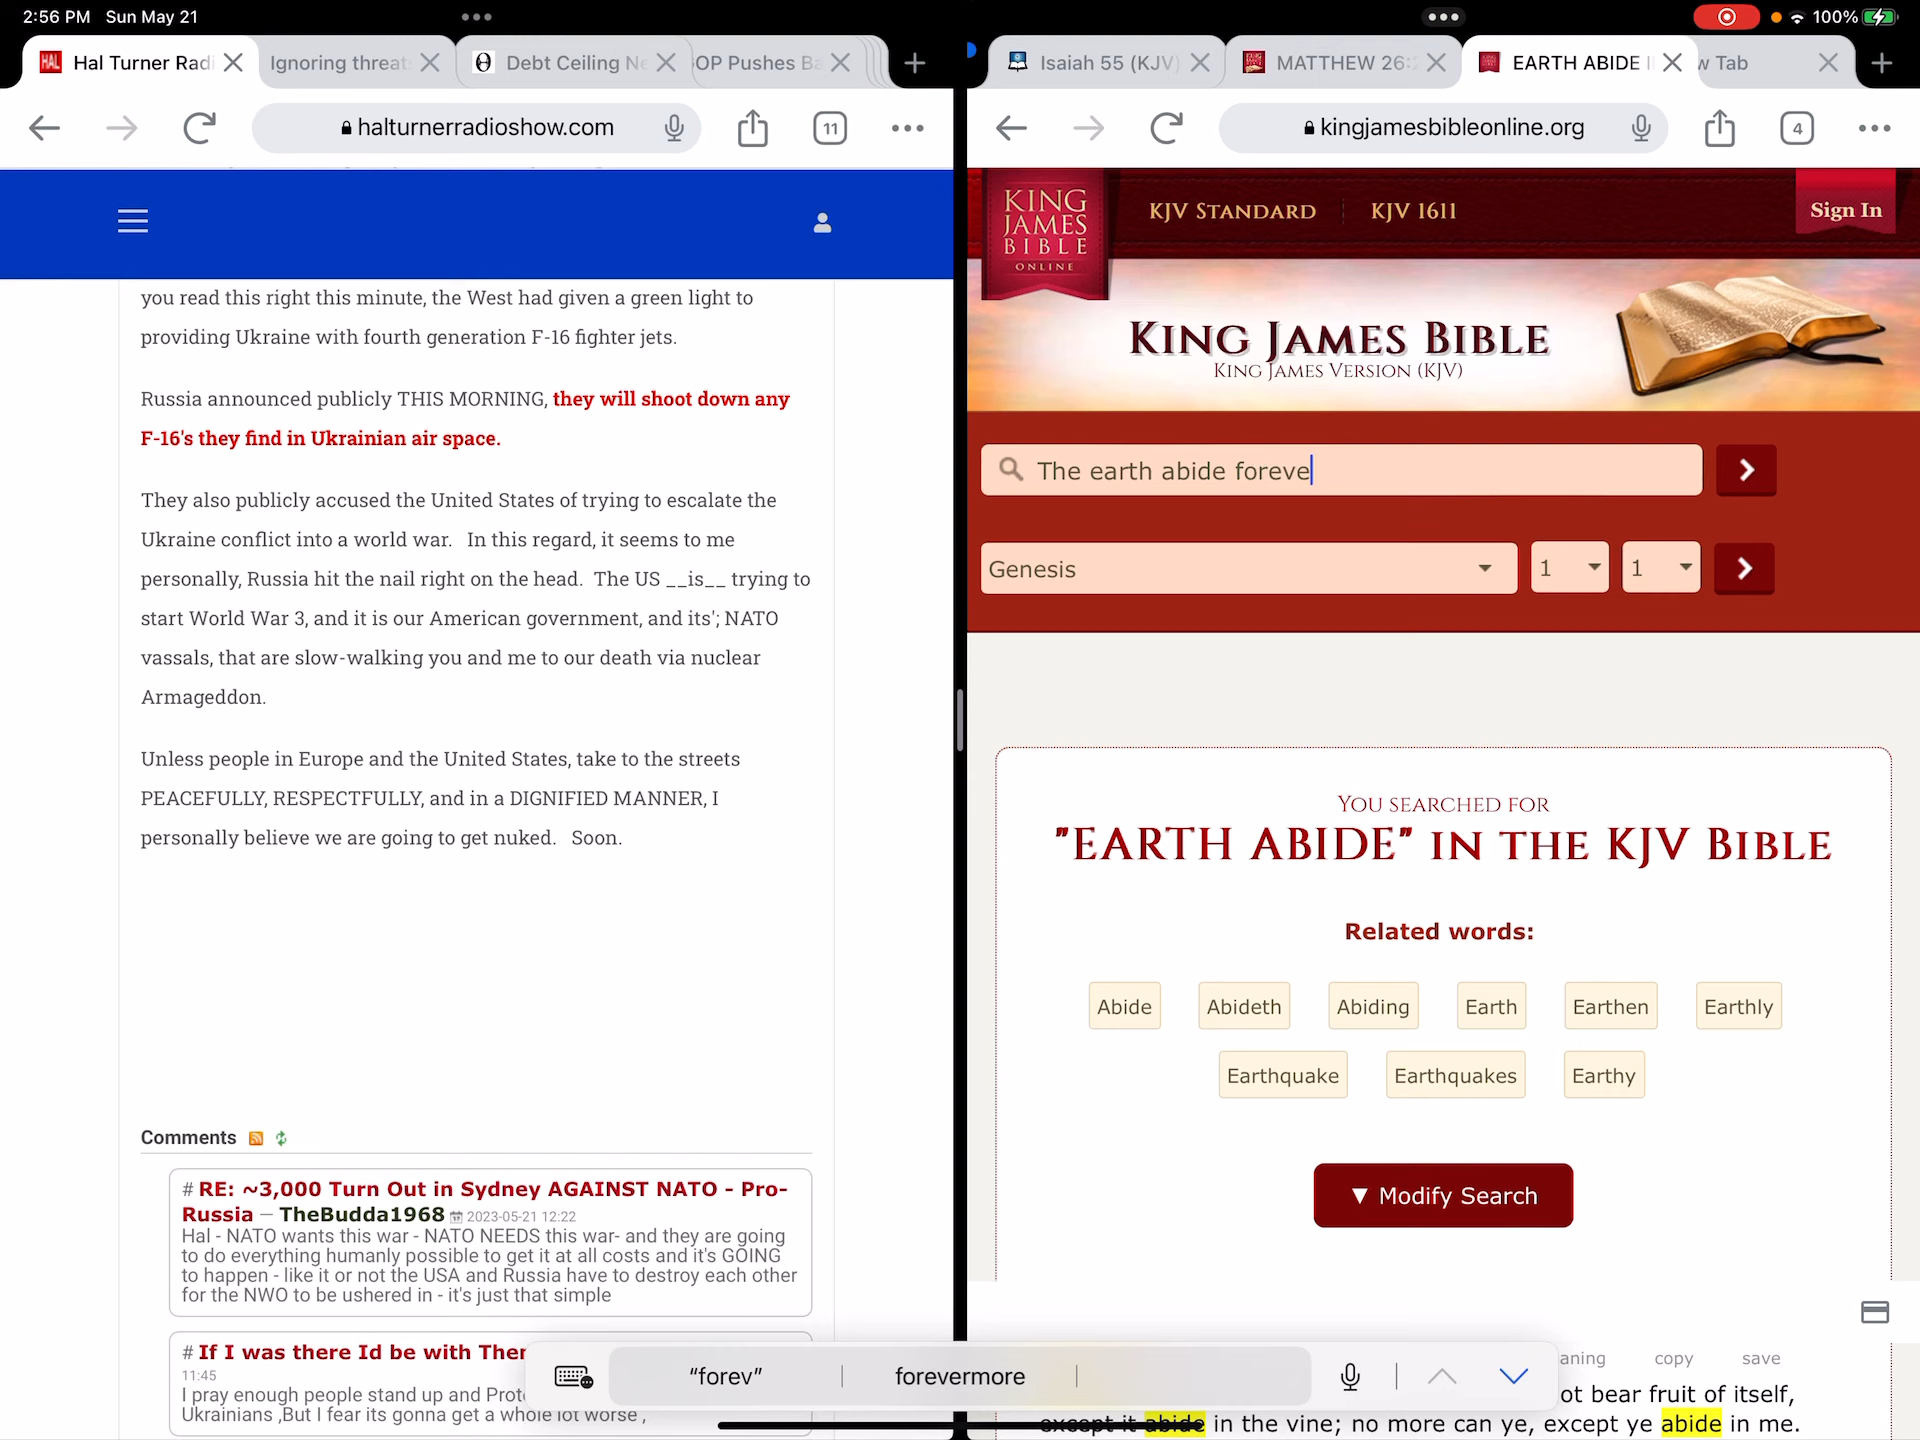 2:56 PM Sun May 21
100%
Hal Turner Radi
Ignoring threat
Debt Ceiling Ne
OP Pushes Ba
halturnerradioshow.com
11
you read this right this minute, the West had given a green light to
providing Ukraine with fourth generation F-16 fighter jets.
Russia announced publicly THIS MORNING, they will shoot down any
F-16's they find in Ukrainian air space.
They also publicly accused the United States of trying to escalate the
Ukraine conflict into a world war. In this regard, it seems to me
personally, Russia hit the nail right on the head. The US __is__ trying to
start World War 3, and it is our American government, and its'; NATO
vassals, that are slow-walking you and me to our death via nuclear
Armageddon.
Unless people in Europe and the United States, take to the streets
PEACEFULLY, RESPECTFULLY, and in a DIGNIFIED MANNER, I
personally believe we are going to get nuked. Soon.
Comments
# RE: ~3,000 Turn Out in Sydney AGAINST NATO - Pro-
Russia — TheBudda1968 2023-05-21 12:22
Hal - NATO wants this war - NATO NEEDS this war- and they are going
to do everything humanly possible to get it at all costs and it's GOING
to happen - like it or not the USA and Russia have to destroy each other
for the NWO to be ushered in - it's just that simple
# If I was there Id be with Ther
11:45
I pray enough people stand up and Prote
Ukrainians ,But I fear its gonna get a whole lot worse ,
Isaiah 55 (KJV)
MATTHEW 26:
EARTH ABIDE I
w Tab
kingjamesbibleonline.org
4
KING
JAMES
BIBLE
ONLINE
KJV STANDARD
KJV 1611
Sign In
KING JAMES BIBLE
KING JAMES VERSION (KJV)
The earth abide foreve
Genesis
1
1
YOU SEARCHED FOR
"EARTH ABIDE" IN THE KJV BIBLE
Related words:
Abide
Abideth
Abiding
Earth
Earthen
Earthly
Earthquake
Earthquakes
Earthy
▼ Modify Search
aning
copy
save
ot bear fruit of itself,
except it abide in the vine; no more can ye, except ye abide in me.
"forev"
forevermore